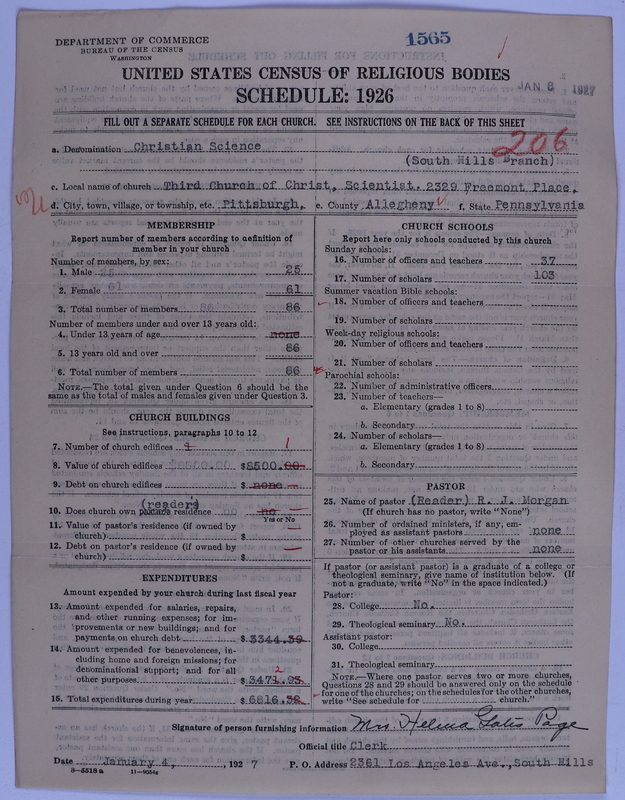 DEPARTMENT OF COMMERCE
BUREAU OF THE CENSUS
WASHINGTON
1565
UNITED STATES CENSUS OF RELIGIOUS BODIES
SCHEDULE: 1926
JAN 6 1927
FILL OUT A SEPARATE SCHEDULE FOR EACH CHURCH. SEE INSTRUCTIONS ON THE BACK OF THIS SHEET
206
a. Denomination Christian Science
(South Hills Branch)
c. Local name of church Third Church of Christ, Scientist. 2329 Freemont Place,
d. City, town, village, or township, etc. Pittsburgh, e. County Allegheny f. State Pennsylvania
MEMBERSHIP
Report number of members according to definition of
member in your church
Number of members, by sex:
1. Male 25 25
2. Female 61 61
3. Total number of members 86 86
Number of members under and over 13 years old:
4. Under 13 years of age none
5. 13 years old and over 86
6. Total number of members 86
NOTE.—The total given under Question 6 should be the
same as the total of males and females given under Question 3.
CHURCH BUILDINGS
See instructions, paragraphs 10 to 12
7. Number of church edifices 1 1
8. Value of church edifices 8500.00 $8500.00
9. Debt on church edifices $ none
(reader's)
10. Does church own pastor's residence no no
Yes or No
11. Value of pastor's residence (if owned by
church) $
12. Debt on pastor's residence (if owned by
church) $
EXPENDITURES
Amount expended by your church during last fiscal year
13. Amount expended for salaries, repairs,
and other running expenses; for im-
provements or new buildings; and for
payments on church debt $ 3344.39
14. Amount expended for benevolences, in-
cluding home and foreign missions; for
denominational support; and for all
other purposes $ 3471.93
2
15. Total expenditures during year $ 6816.32
CHURCH SCHOOLS
Report here only schools conducted by this church
Sunday schools:
16. Number of officers and teachers 37
17. Number of scholars 103
Summer vacation Bible schools:
18. Number of officers and teachers
19. Number of scholars
Week-day religious schools:
20. Number of officers and teachers
21. Number of scholars
Parochial schools:
22. Number of administrative officers
23. Number of teachers—
a. Elementary (grades 1 to 8)
b. Secondary
24. Number of scholars—
a. Elementary (grades 1 to 8)
b. Secondary
PASTOR
25. Name of pastor (Reader) R. J. Morgan
(If church has no pastor, write "None")
26. Number of ordained ministers, if any, em-
ployed as assistant pastors none
27. Number of other churches served by the
pastor or his assistants none
If pastor (or assistant pastor) is a graduate of a college or
theological seminary, give name of institution below. (If
not a graduate, write "No" in the space indicated.)
Pastor:
28. College No.
29. Theological seminary No.
Assistant pastor:
30. College
31. Theological seminary
NOTE.—Where one pastor serves two or more churches,
Questions 28 and 29 should be answered only on the schedule
for one of the churches; on the schedules for the other churches,
write "See schedule for church."
Signature of person furnishing information Mrs. Helma Gates Page
Official title Clerk
Date January 4, , 1927 P. O. Address 2361 Los Angeles Ave., South Hills
8—5518 a 11—9054g